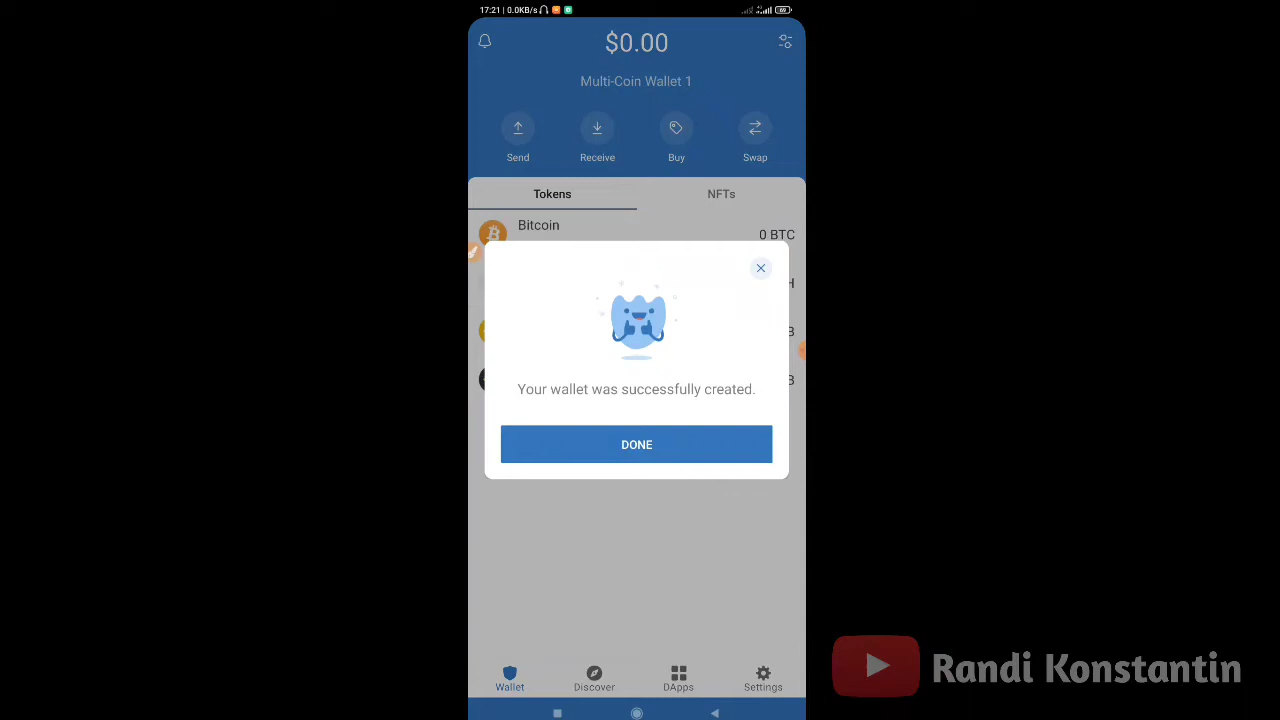 17:21 | 0.0KB/s
69
$0.00
Multi-Coin Wallet 1
Send Receive Buy Swap
Tokens NFTs
Bitcoin
0 BTC
H
B
B
Your wallet was successfully created.
DONE
Wallet Discover DApps Settings
Randi Konstantin